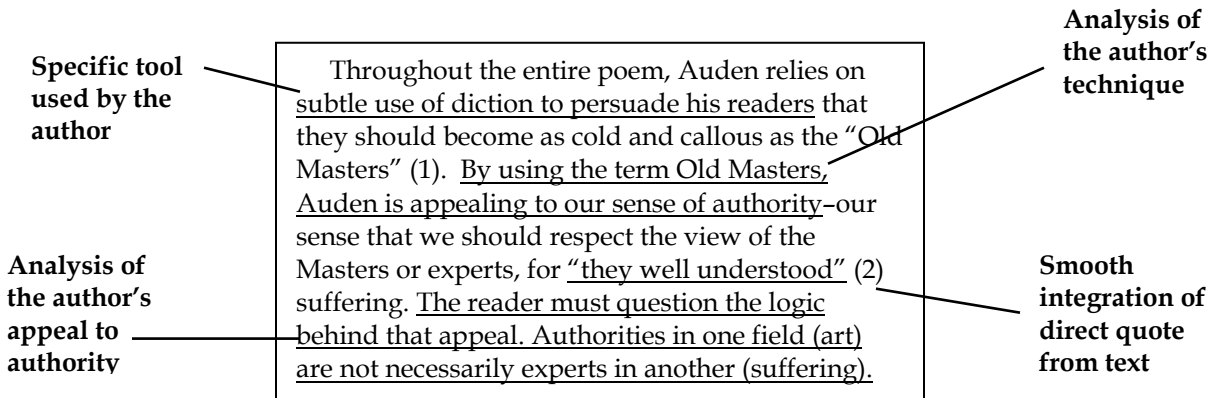 Analysis of
the author's
technique
Specific tool
used by the
author
Throughout the entire poem, Auden relies on
subtle use of diction to persuade his readers that
they should become as cold and callous as the “Old
Masters” (1).  By using the term Old Masters,
Auden is appealing to our sense of authority–our
sense that we should respect the view of the
Masters or experts, for “they well understood” (2)
suffering. The reader must question the logic
behind that appeal. Authorities in one field (art)
are not necessarily experts in another (suffering).
Analysis of
the author's
appeal to
authority
Smooth
integration of
direct quote
from text